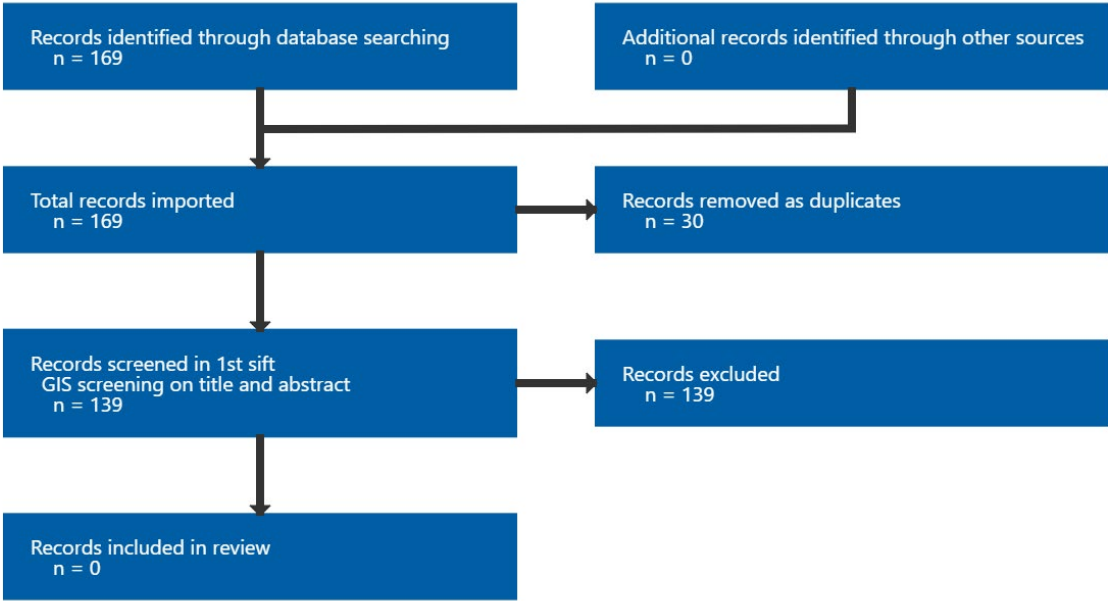 Records identified through database searching
n = 169
Additional records identified through other sources
n = 0
Total records imported
n = 169
Records removed as duplicates
n = 30
Records screened in 1st sift
GIS screening on title and abstract
n = 139
Records excluded
n = 139
Records included in review
n = 0